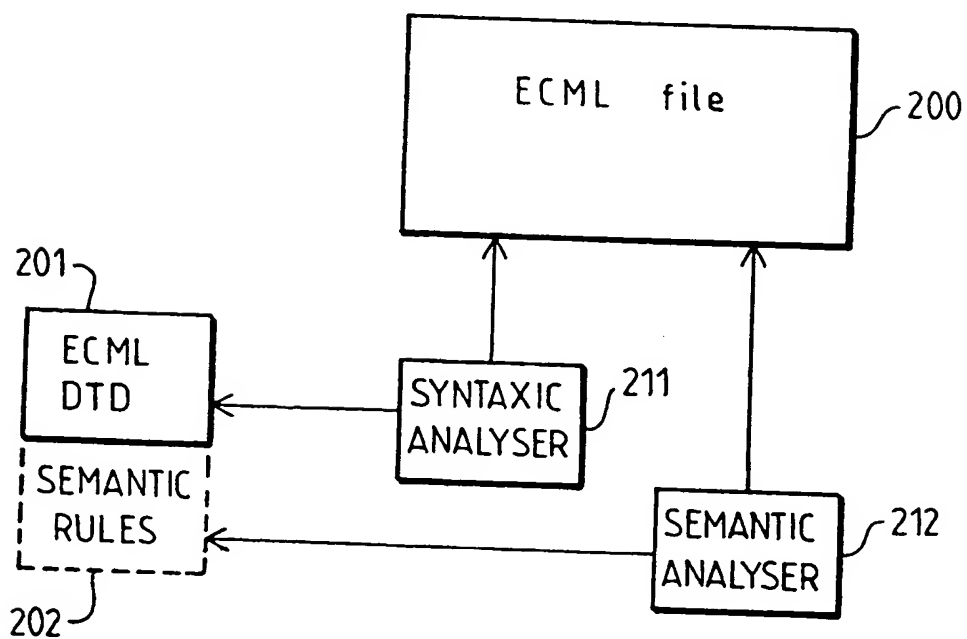 ECML file
200
201
ECML
DTD
SYNTAXIC
ANALYSER
211
SEMANTIC
RULES
SEMANTIC
ANALYSER
212
202